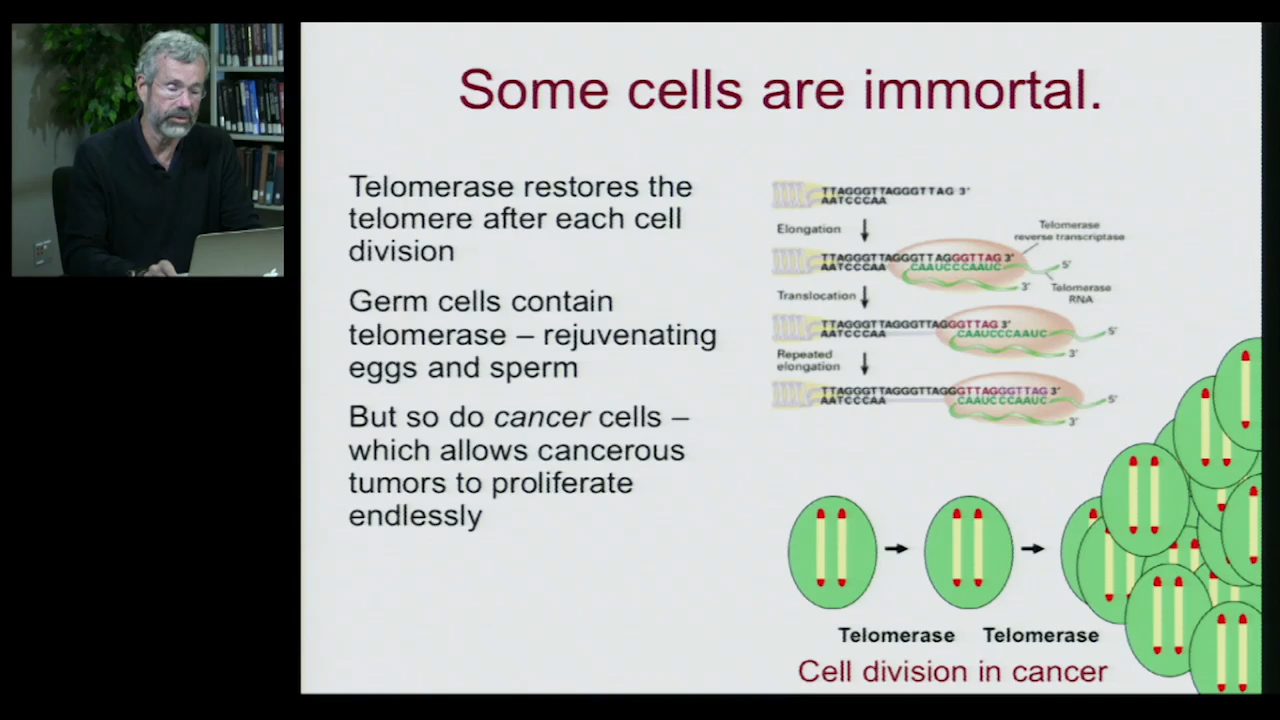 Some cells are immortal.
Telomerase restores the
telomere after each cell
division
Germ cells contain
telomerase – rejuvenating
eggs and sperm
But so do cancer cells –
which allows cancerous
tumors to proliferate
endlessly
TTAGGGTTAGGGTTAG 3'
AATCCCAA
Elongation
Telomerase
reverse transcriptase
TTAGGGTTAGGGTTAGGGTTAG 3'
AATCCCAA
CAAUCCCAAUC
5'
3'
Telomerase
RNA
Translocation
TTAGGGTTAGGGTTAGGGTTAG 3'
AATCCCAA
CAAUCCCAAUC
5'
3'
Repeated
elongation
TTAGGGTTAGGGTTAGGGTTAGGGTTAG 3'
AATCCCAA
CAAUCCCAAUC
5'
3'
Telomerase
Telomerase
Cell division in cancer